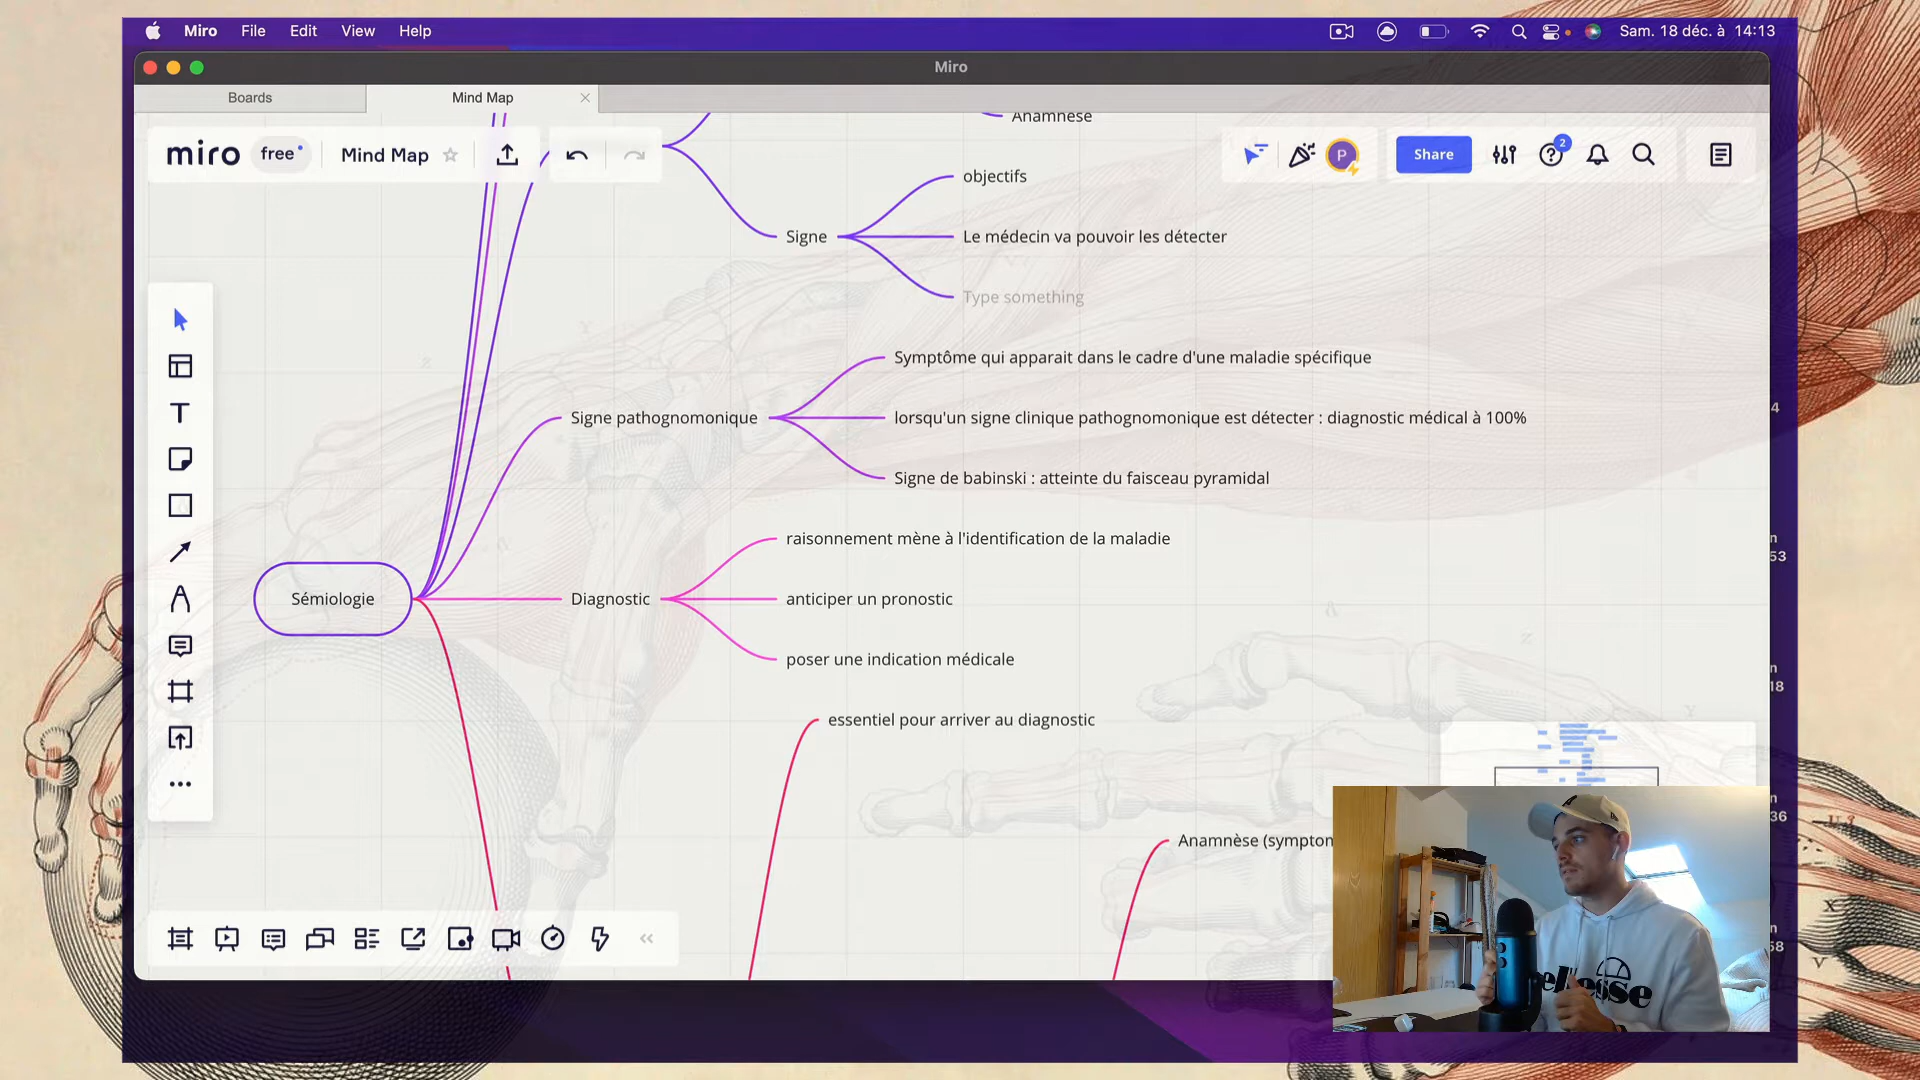 Miro File Edit View Help
Sam. 18 déc. à 14:13
Miro
Boards
Mind Map
miro free
Mind Map
P
Share
2
Anamnèse
objectifs
Signe
Le médecin va pouvoir les détecter
Type something
Symptôme qui apparait dans le cadre d'une maladie spécifique
Signe pathognomonique
lorsqu'un signe clinique pathognomonique est détecter : diagnostic médical à 100%
Signe de babinski : atteinte du faisceau pyramidal
raisonnement mène à l'identification de la maladie
Sémiologie
Diagnostic
anticiper un pronostic
poser une indication médicale
essentiel pour arriver au diagnostic
Anamnèse (sympton
ellesse